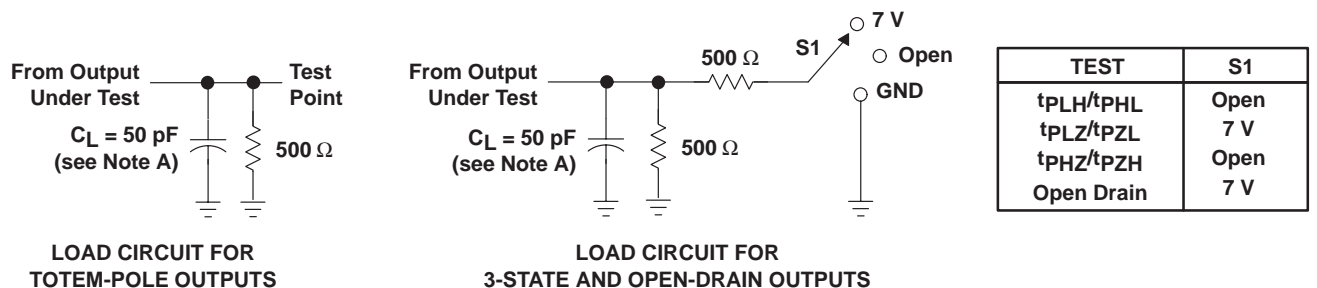 From Output
Under Test
Test
Point
C_L = 50 pF
(see Note A)
500 Ω
LOAD CIRCUIT FOR
TOTEM-POLE OUTPUTS
From Output
Under Test
500 Ω
S1
7 V
Open
GND
C_L = 50 pF
(see Note A)
500 Ω
LOAD CIRCUIT FOR
3-STATE AND OPEN-DRAIN OUTPUTS
TEST S1
tPLH/tPHL Open
tPLZ/tPZL 7 V
tPHZ/tPZH Open
Open Drain 7 V